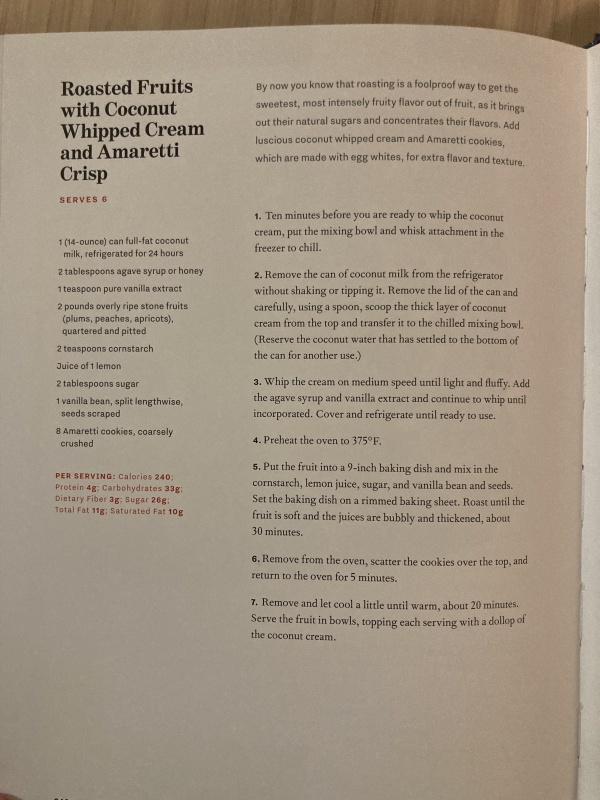 Roasted Fruits
with Coconut
Whipped Cream
and Amaretti
Crisp
SERVES 6
1 (14-ounce) can full-fat coconut
milk, refrigerated for 24 hours
2 tablespoons agave syrup or honey
1 teaspoon pure vanilla extract
2 pounds overly ripe stone fruits
(plums, peaches, apricots),
quartered and pitted
2 teaspoons cornstarch
Juice of 1 lemon
2 tablespoons sugar
1 vanilla bean, split lengthwise,
seeds scraped
8 Amaretti cookies, coarsely
crushed
PER SERVING: Calories 240;
Protein 4g; Carbohydrates 33g;
Dietary Fiber 3g; Sugar 26g;
Total Fat 11g; Saturated Fat 10g
By now you know that roasting is a foolproof way to get the
sweetest, most intensely fruity flavor out of fruit, as it brings
out their natural sugars and concentrates their flavors. Add
luscious coconut whipped cream and Amaretti cookies,
which are made with egg whites, for extra flavor and texture.
1. Ten minutes before you are ready to whip the coconut
cream, put the mixing bowl and whisk attachment in the
freezer to chill.
2. Remove the can of coconut milk from the refrigerator
without shaking or tipping it. Remove the lid of the can and
carefully, using a spoon, scoop the thick layer of coconut
cream from the top and transfer it to the chilled mixing bowl.
(Reserve the coconut water that has settled to the bottom of
the can for another use.)
3. Whip the cream on medium speed until light and fluffy. Add
the agave syrup and vanilla extract and continue to whip until
incorporated. Cover and refrigerate until ready to use.
4. Preheat the oven to 375°F.
5. Put the fruit into a 9-inch baking dish and mix in the
cornstarch, lemon juice, sugar, and vanilla bean and seeds.
Set the baking dish on a rimmed baking sheet. Roast until the
fruit is soft and the juices are bubbly and thickened, about
30 minutes.
6. Remove from the oven, scatter the cookies over the top, and
return to the oven for 5 minutes.
7. Remove and let cool a little until warm, about 20 minutes.
Serve the fruit in bowls, topping each serving with a dollop of
the coconut cream.